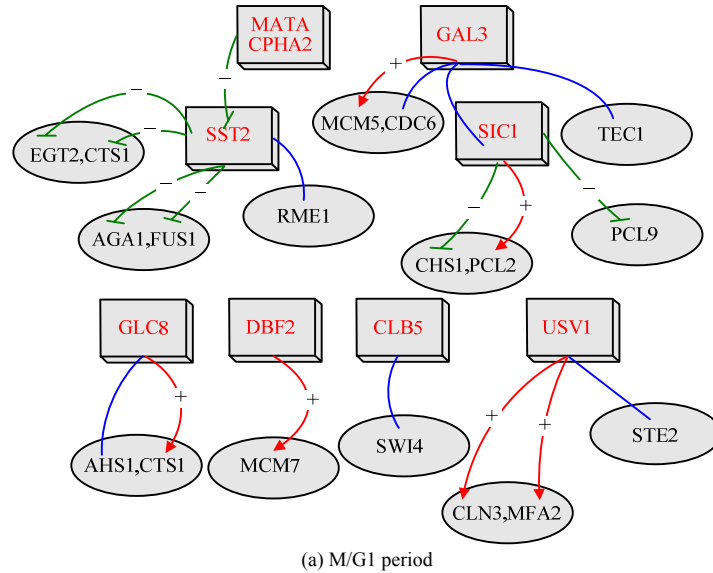 MATA
CPHA2
GAL3
−
+
−
−
EGT2,CTS1
SST2
MCM5,CDC6
SIC1
TEC1
−
−
−
+
−
RME1
AGA1,FUS1
PCL9
CHS1,PCL2
GLC8
DBF2
CLB5
USV1
+
+
+
+
AHS1,CTS1
MCM7
SWI4
STE2
CLN3,MFA2
(a) M/G1 period